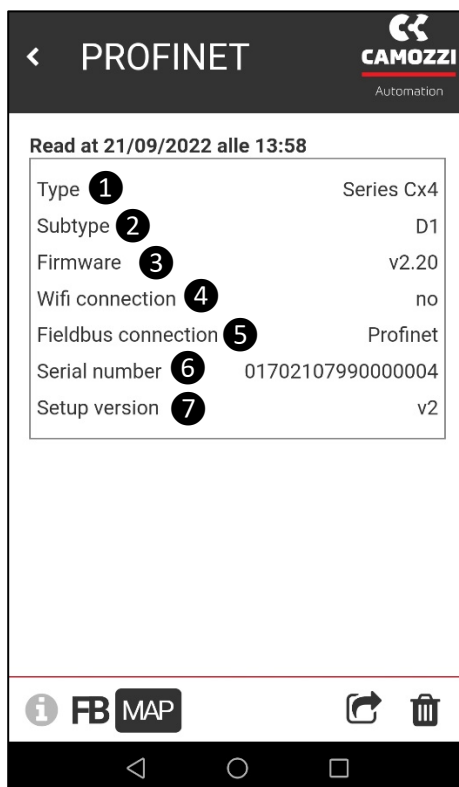 PROFINET
CAMOZZI
Automation
Read at 21/09/2022 alle 13:58
Type 1 Series Cx4
Subtype 2 D1
Firmware 3 v2.20
Wifi connection 4 no
Fieldbus connection 5 Profinet
Serial number 6 01702107990000004
Setup version 7 v2
i FB MAP